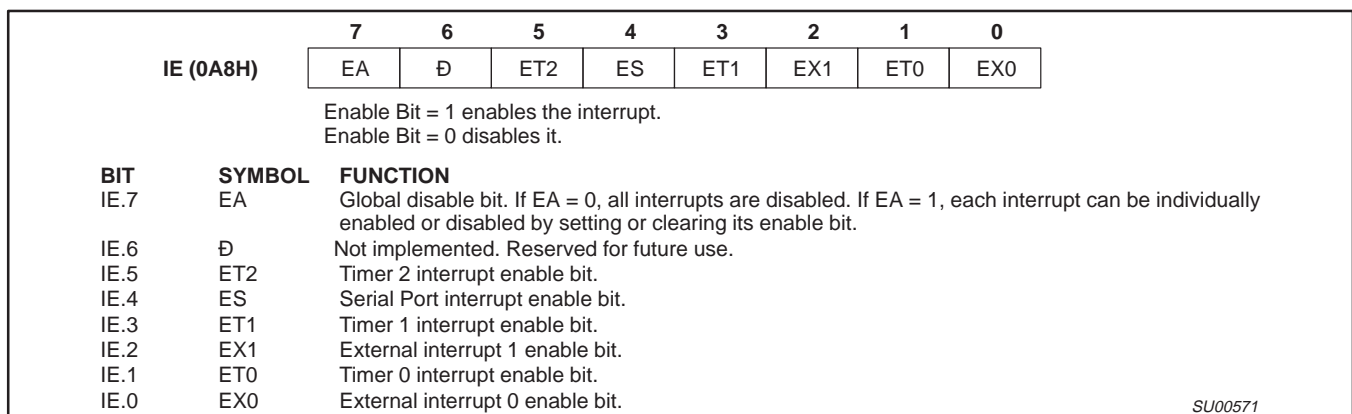 7 6 5 4 3 2 1 0
IE (0A8H) EA Đ ET2 ES ET1 EX1 ET0 EX0
Enable Bit = 1 enables the interrupt.
Enable Bit = 0 disables it.
BIT SYMBOL FUNCTION
IE.7 EA Global disable bit. If EA = 0, all interrupts are disabled. If EA = 1, each interrupt can be individually
enabled or disabled by setting or clearing its enable bit.
IE.6 Đ Not implemented. Reserved for future use.
IE.5 ET2 Timer 2 interrupt enable bit.
IE.4 ES Serial Port interrupt enable bit.
IE.3 ET1 Timer 1 interrupt enable bit.
IE.2 EX1 External interrupt 1 enable bit.
IE.1 ET0 Timer 0 interrupt enable bit.
IE.0 EX0 External interrupt 0 enable bit.
SU00571